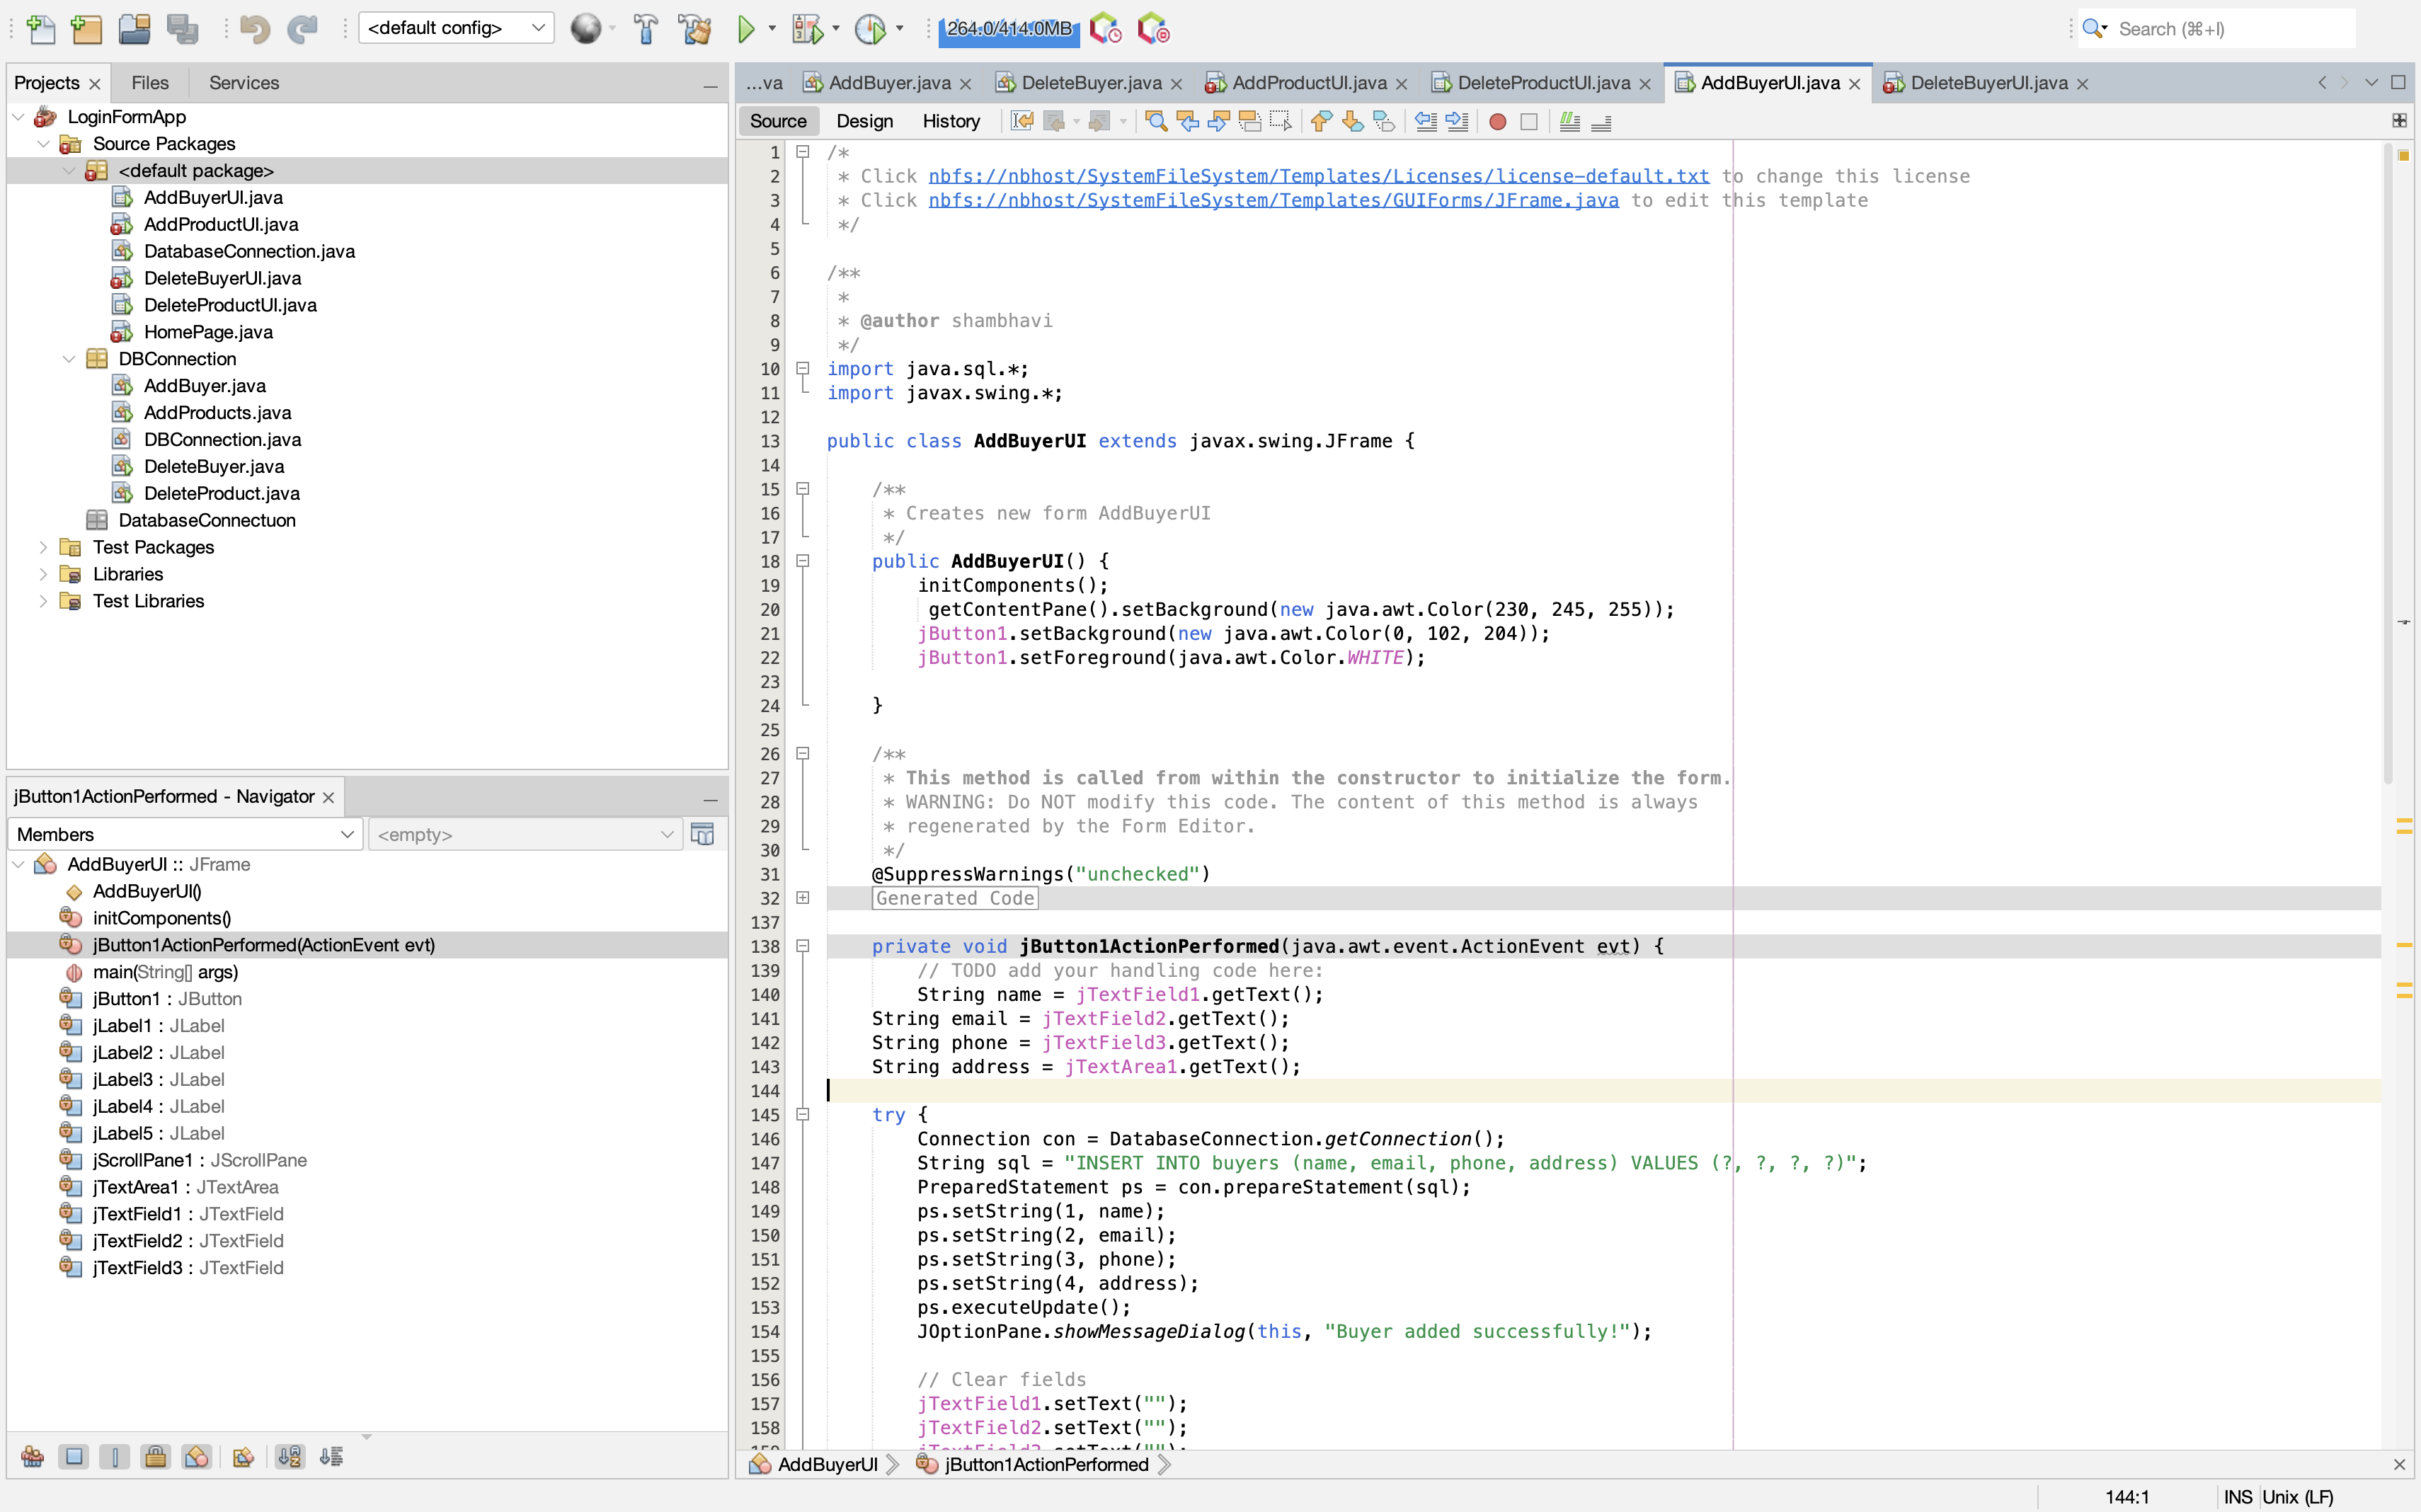 <default config>
264.0/414.0MB
Search (⌘+I)
Projects
Files
Services
LoginFormApp
Source Packages
<default package>
AddBuyerUI.java
AddProductUI.java
DatabaseConnection.java
DeleteBuyerUI.java
DeleteProductUI.java
HomePage.java
DBConnection
AddBuyer.java
AddProducts.java
DBConnection.java
DeleteBuyer.java
DeleteProduct.java
DatabaseConnectuon
Test Packages
Libraries
Test Libraries
jButton1ActionPerformed - Navigator
Members
<empty>
AddBuyerUI :: JFrame
AddBuyerUI()
initComponents()
jButton1ActionPerformed(ActionEvent evt)
main(String[] args)
jButton1 : JButton
jLabel1 : JLabel
jLabel2 : JLabel
jLabel3 : JLabel
jLabel4 : JLabel
jLabel5 : JLabel
jScrollPane1 : JScrollPane
jTextArea1 : JTextArea
jTextField1 : JTextField
jTextField2 : JTextField
jTextField3 : JTextField
...va AddBuyer.java DeleteBuyer.java AddProductUI.java DeleteProductUI.java AddBuyerUI.java DeleteBuyerUI.java
Source Design History
1 /*
2 * Click nbfs://nbhost/SystemFileSystem/Templates/Licenses/license-default.txt to change this license
3 * Click nbfs://nbhost/SystemFileSystem/Templates/GUIForms/JFrame.java to edit this template
4 */
5
6 /**
7 *
8 * @author shambhavi
9 */
10 import java.sql.*;
11 import javax.swing.*;
12
13 public class AddBuyerUI extends javax.swing.JFrame {
14
15 /**
16 * Creates new form AddBuyerUI
17 */
18 public AddBuyerUI() {
19 initComponents();
20 getContentPane().setBackground(new java.awt.Color(230, 245, 255));
21 jButton1.setBackground(new java.awt.Color(0, 102, 204));
22 jButton1.setForeground(java.awt.Color.WHITE);
23
24 }
25
26 /**
27 * This method is called from within the constructor to initialize the form.
28 * WARNING: Do NOT modify this code. The content of this method is always
29 * regenerated by the Form Editor.
30 */
31 @SuppressWarnings("unchecked")
32 Generated Code
137
138 private void jButton1ActionPerformed(java.awt.event.ActionEvent evt) {
139 // TODO add your handling code here:
140 String name = jTextField1.getText();
141 String email = jTextField2.getText();
142 String phone = jTextField3.getText();
143 String address = jTextArea1.getText();
144
145 try {
146 Connection con = DatabaseConnection.getConnection();
147 String sql = "INSERT INTO buyers (name, email, phone, address) VALUES (?, ?, ?, ?)";
148 PreparedStatement ps = con.prepareStatement(sql);
149 ps.setString(1, name);
150 ps.setString(2, email);
151 ps.setString(3, phone);
152 ps.setString(4, address);
153 ps.executeUpdate();
154 JOptionPane.showMessageDialog(this, "Buyer added successfully!");
155
156 // Clear fields
157 jTextField1.setText("");
158 jTextField2.setText("");
AddBuyerUI jButton1ActionPerformed
144:1 INS Unix (LF)